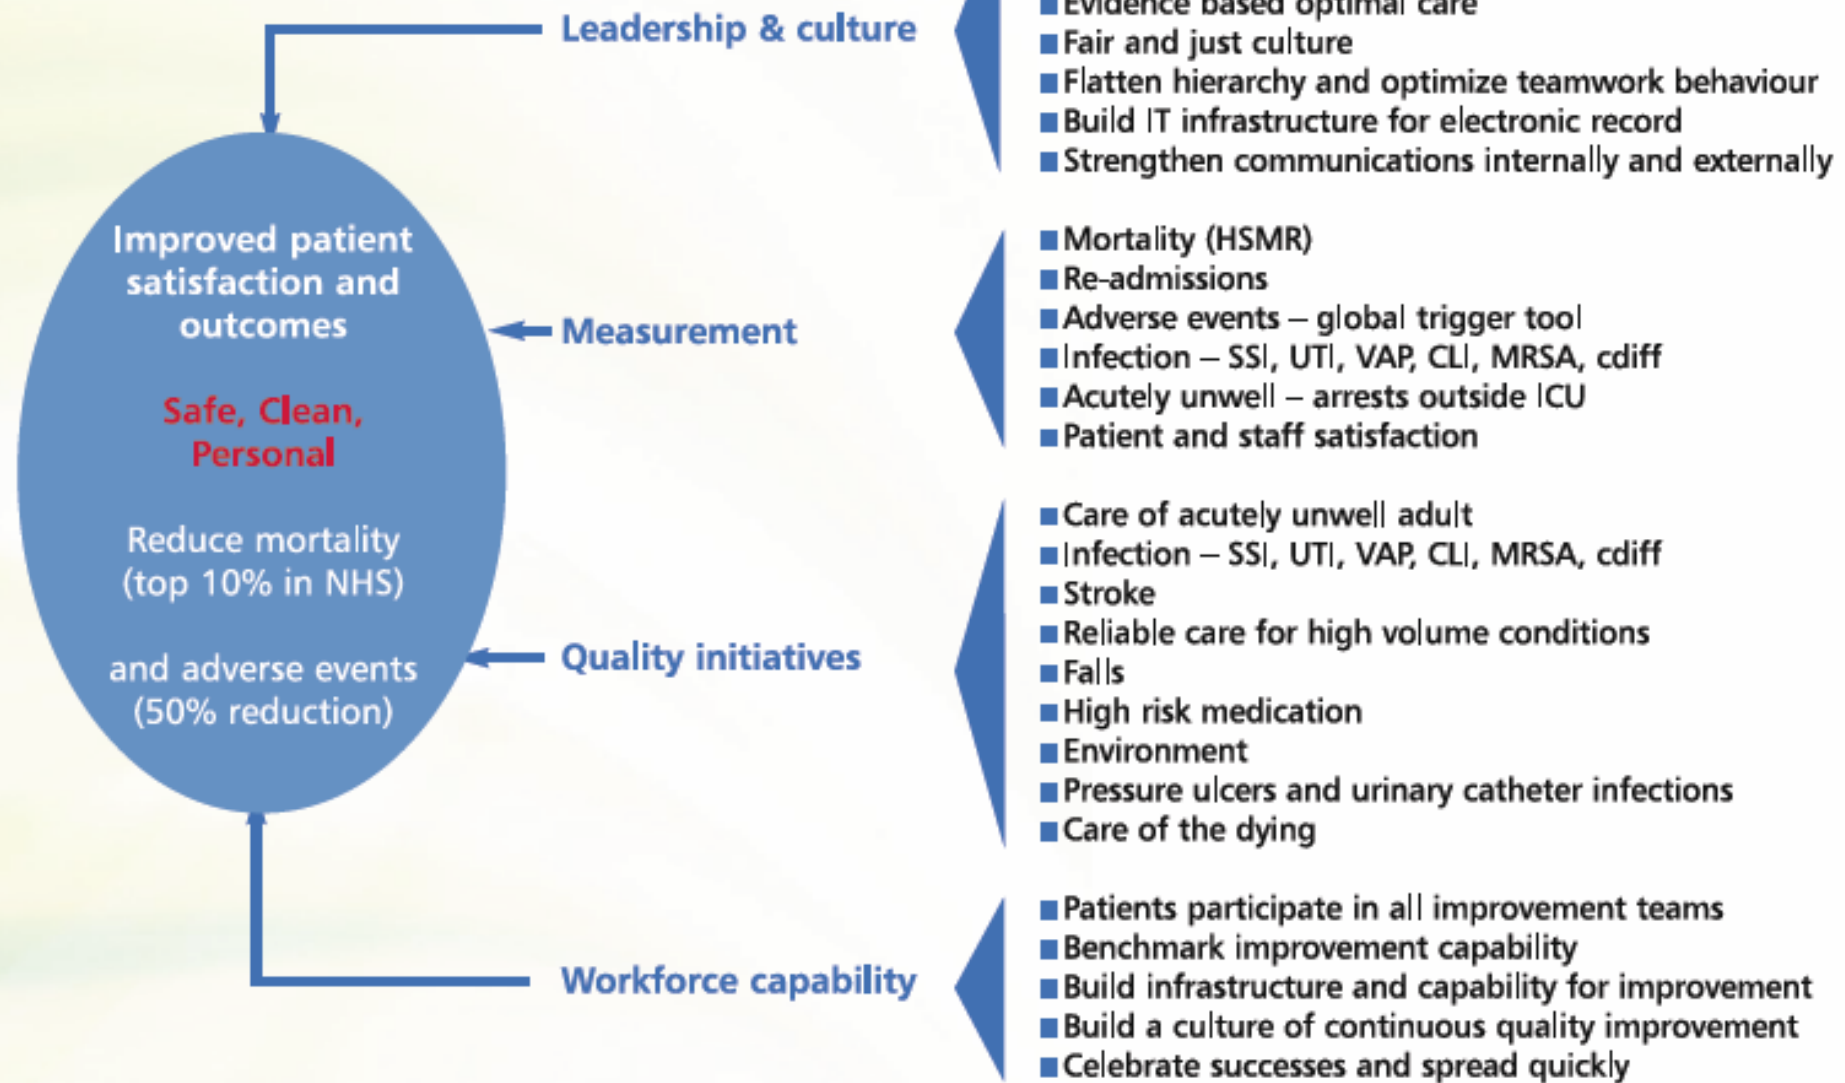 Leadership & culture
Evidence based optimal care
Fair and just culture
Flatten hierarchy and optimize teamwork behaviour
Build IT infrastructure for electronic record
Strengthen communications internally and externally
Improved patient
satisfaction and
outcomes
Safe, Clean,
Personal
Reduce mortality
(top 10% in NHS)
and adverse events
(50% reduction)
Measurement
Mortality (HSMR)
Re-admissions
Adverse events – global trigger tool
Infection – SSI, UTI, VAP, CLI, MRSA, cdiff
Acutely unwell – arrests outside ICU
Patient and staff satisfaction
Quality initiatives
Care of acutely unwell adult
Infection – SSI, UTI, VAP, CLI, MRSA, cdiff
Stroke
Reliable care for high volume conditions
Falls
High risk medication
Environment
Pressure ulcers and urinary catheter infections
Care of the dying
Workforce capability
Patients participate in all improvement teams
Benchmark improvement capability
Build infrastructure and capability for improvement
Build a culture of continuous quality improvement
Celebrate successes and spread quickly